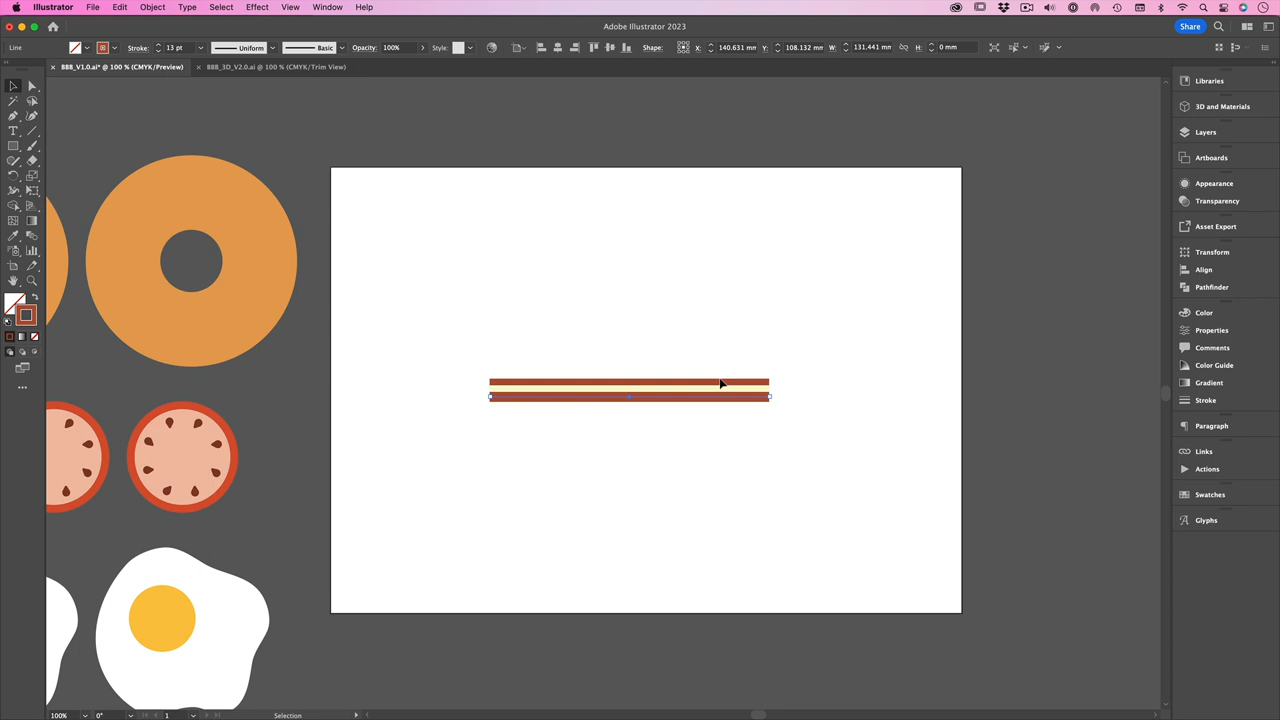 Illustrator File Edit Object Type Select Effect View Window Help
Adobe Illustrator 2023
Share
Line Stroke: 13 pt Uniform Basic Opacity: 100% Style: Shape: X: 140.631 mm Y: 108.132 mm W: 131.441 mm H: 0 mm
BBB_V1.0.ai* @ 100 % (CMYK/Preview) BBB_3D_V2.0.ai @ 100 % (CMYK/Trim View)
Libraries
3D and Materials
Layers
Artboards
Appearance
Transparency
Asset Export
Transform
Align
Pathfinder
Color
Properties
Comments
Color Guide
Gradient
Stroke
Paragraph
Links
Actions
Swatches
Glyphs
100% 0° 1 Selection